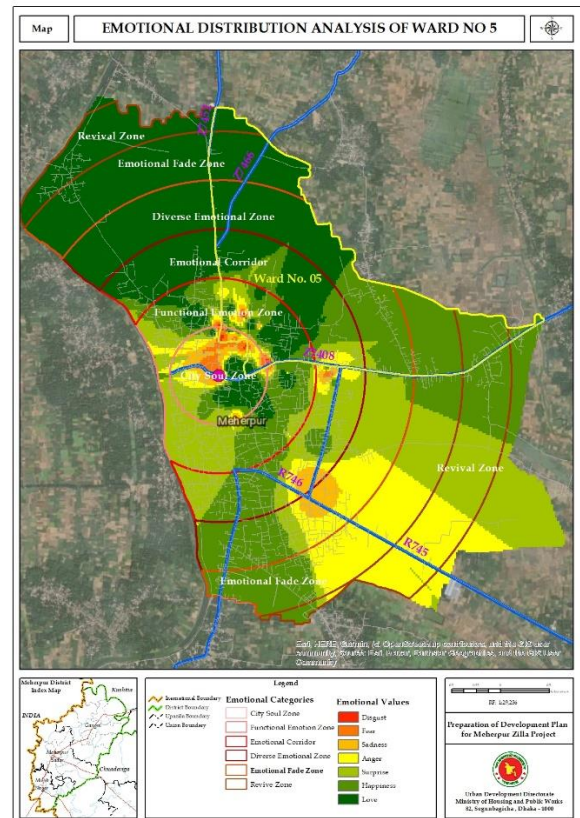 Map
EMOTIONAL DISTRIBUTION ANALYSIS OF WARD NO 5
Revival Zone
Emotional Fade Zone
Z7466
Diverse Emotional Zone
Emotional Corridor
Ward No. 05
Functional Emotion Zone
City Soul Zone
Meherpur
R746
R745
Revival Zone
Emotional Fade Zone
Community
Meherpur District
Index Map
INDIA
Meherpur
Sadar
Chuadanga
Legend
International Boundary
District Boundary
Upazila Boundary
Union Boundary
Emotional Categories
City Soul Zone
Functional Emotion Zone
Emotional Corridor
Diverse Emotional Zone
Emotional Fade Zone
Revive Zone
Emotional Values
Disgust
Fear
Sadness
Anger
Surprise
Happiness
Love
Preparation of Development Plan
for Meherpur Zilla Project
Urban Development Directorate
Ministry of Housing and Public Works
82, Segunbagicha , Dhaka - 1000